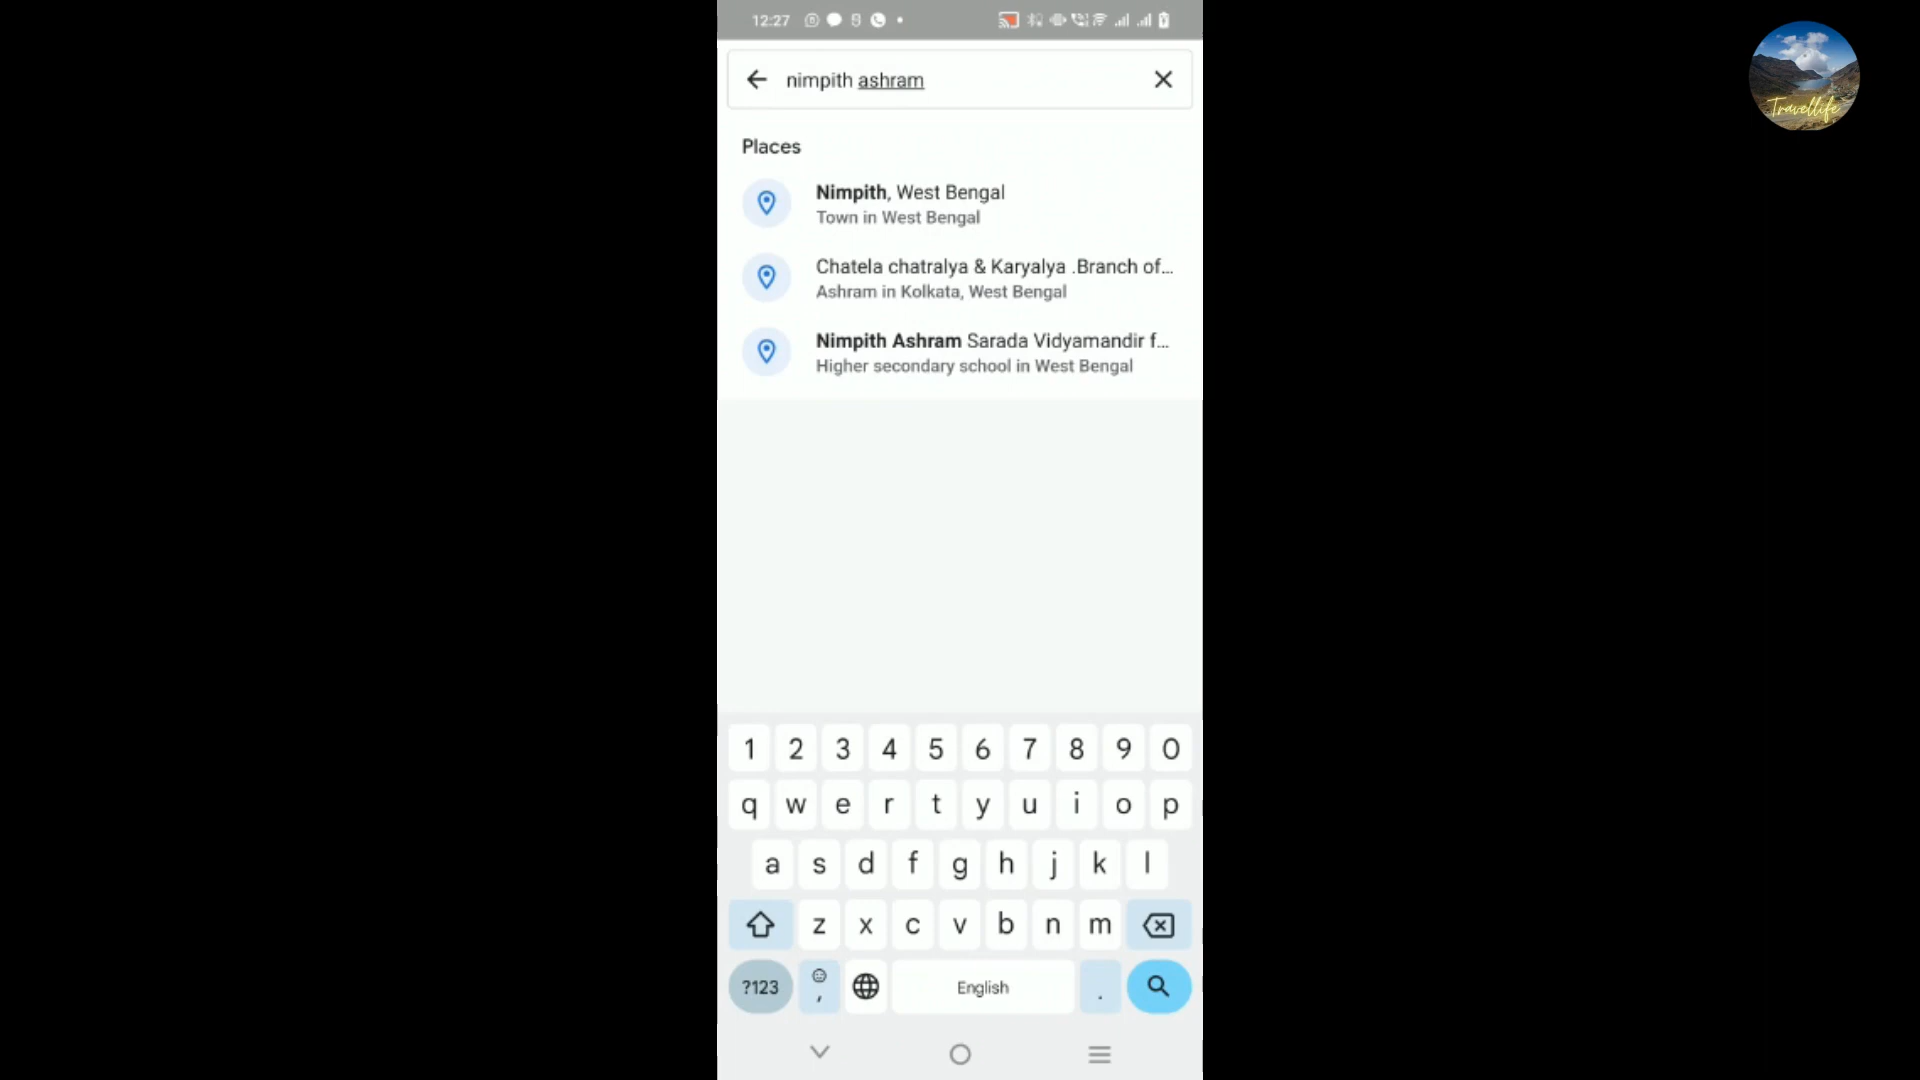 12:27
nimpith ashram
Places
Nimpith, West Bengal
Town in West Bengal
Chatela chatralya & Karyalya .Branch of...
Ashram in Kolkata, West Bengal
Nimpith Ashram Sarada Vidyamandir f...
Higher secondary school in West Bengal
1 2 3 4 5 6 7 8 9 0
q w e r t y u i o p
a s d f g h j k l
z x c v b n m
?123 , English .
Travellife